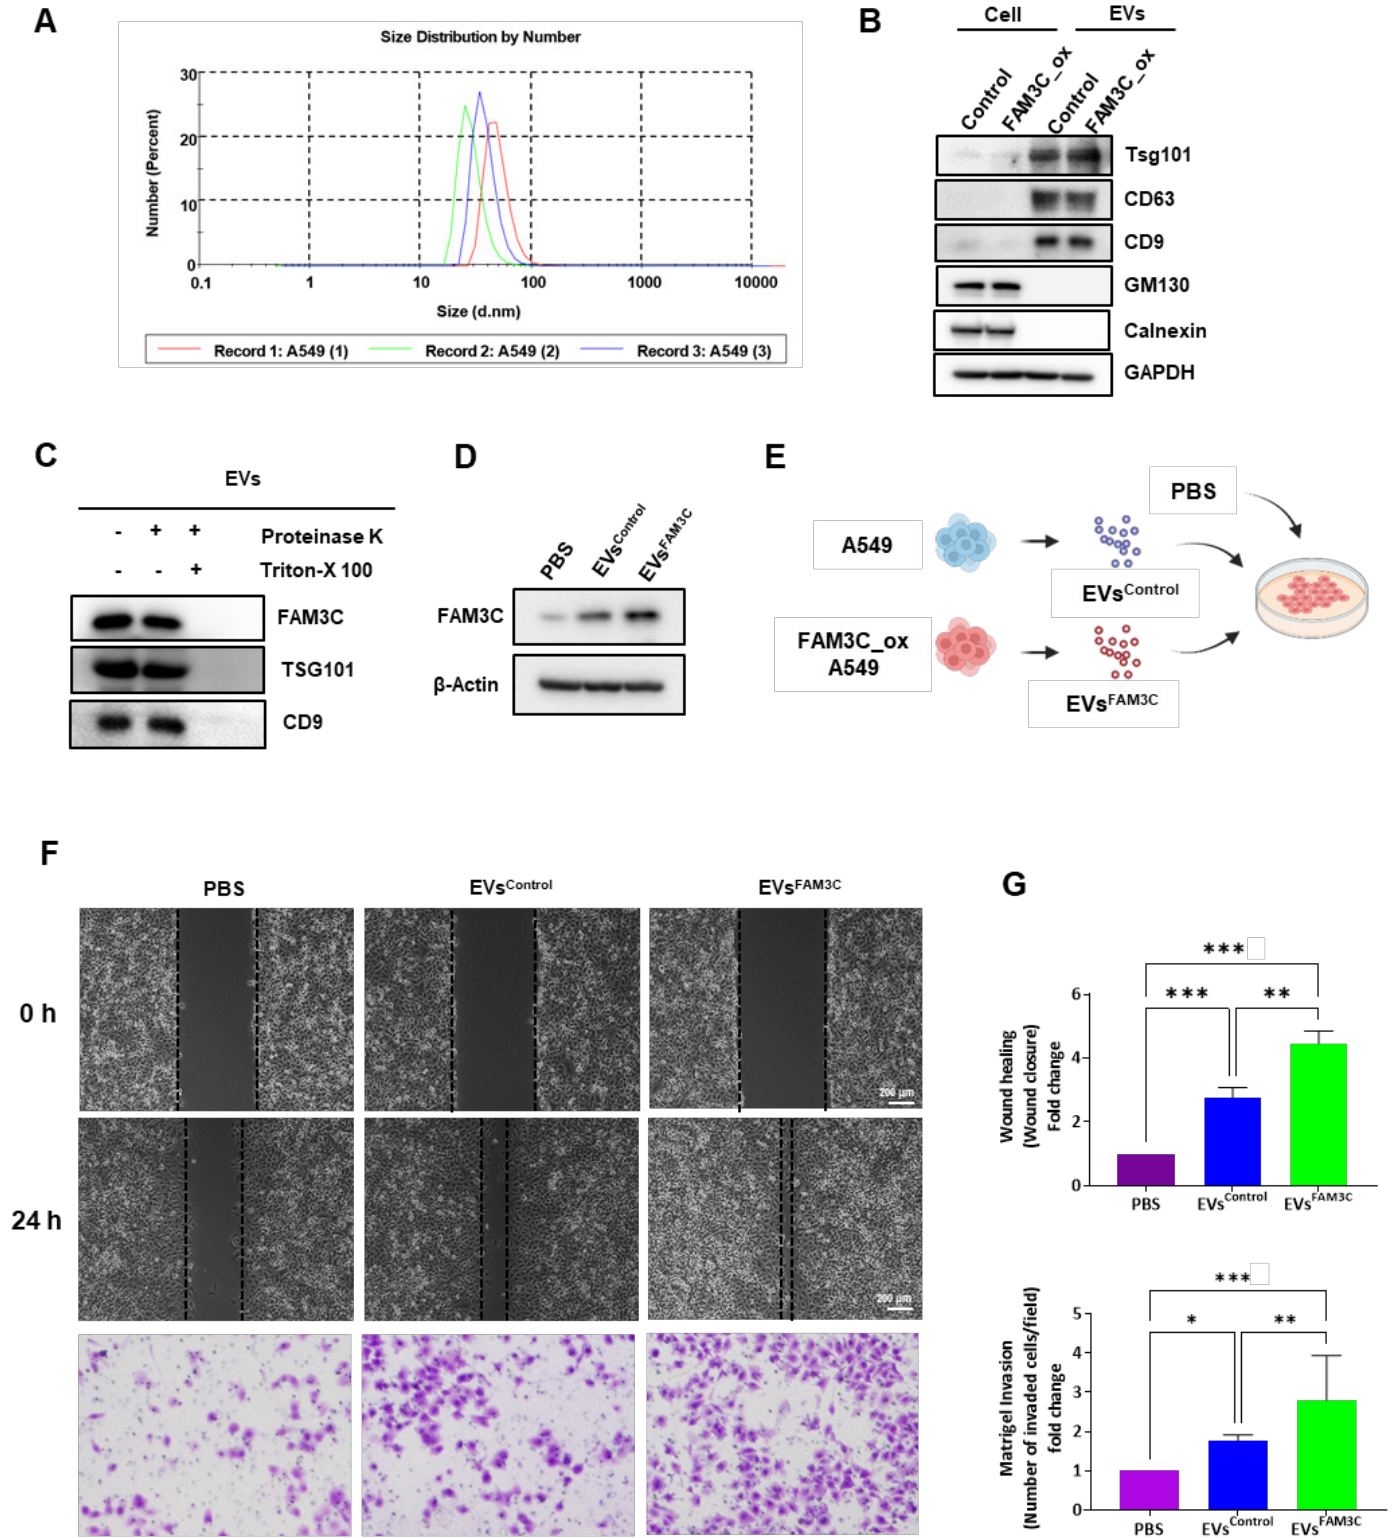 A
Size Distribution by Number
Number (Percent)
30
20
10
0
0.1
1
10
100
1000
10000
Size (d.nm)
Record 1: A549 (1)
Record 2: A549 (2)
Record 3: A549 (3)
B
Cell
EVs
Control
FAM3C_ox
Control
FAM3C_ox
Tsg101
CD63
CD9
GM130
Calnexin
GAPDH
C
EVs
- + + Proteinase K
- - + Triton-X 100
FAM3C
TSG101
CD9
D
PBS
EVsControl
EVsFAM3C
FAM3C
β-Actin
E
PBS
A549
EVsControl
FAM3C_ox
A549
EVsFAM3C
F
PBS
EVsControl
EVsFAM3C
0 h
200 μm
24 h
200 μm
G
***
***
**
Wound healing
(Wound closure)
Fold change
6
4
2
0
PBS
EVsControl
EVsFAM3C
***
*
**
Matrigel Invasion
(Number of invaded cells/field)
fold change
5
4
3
2
1
0
PBS
EVsControl
EVsFAM3C